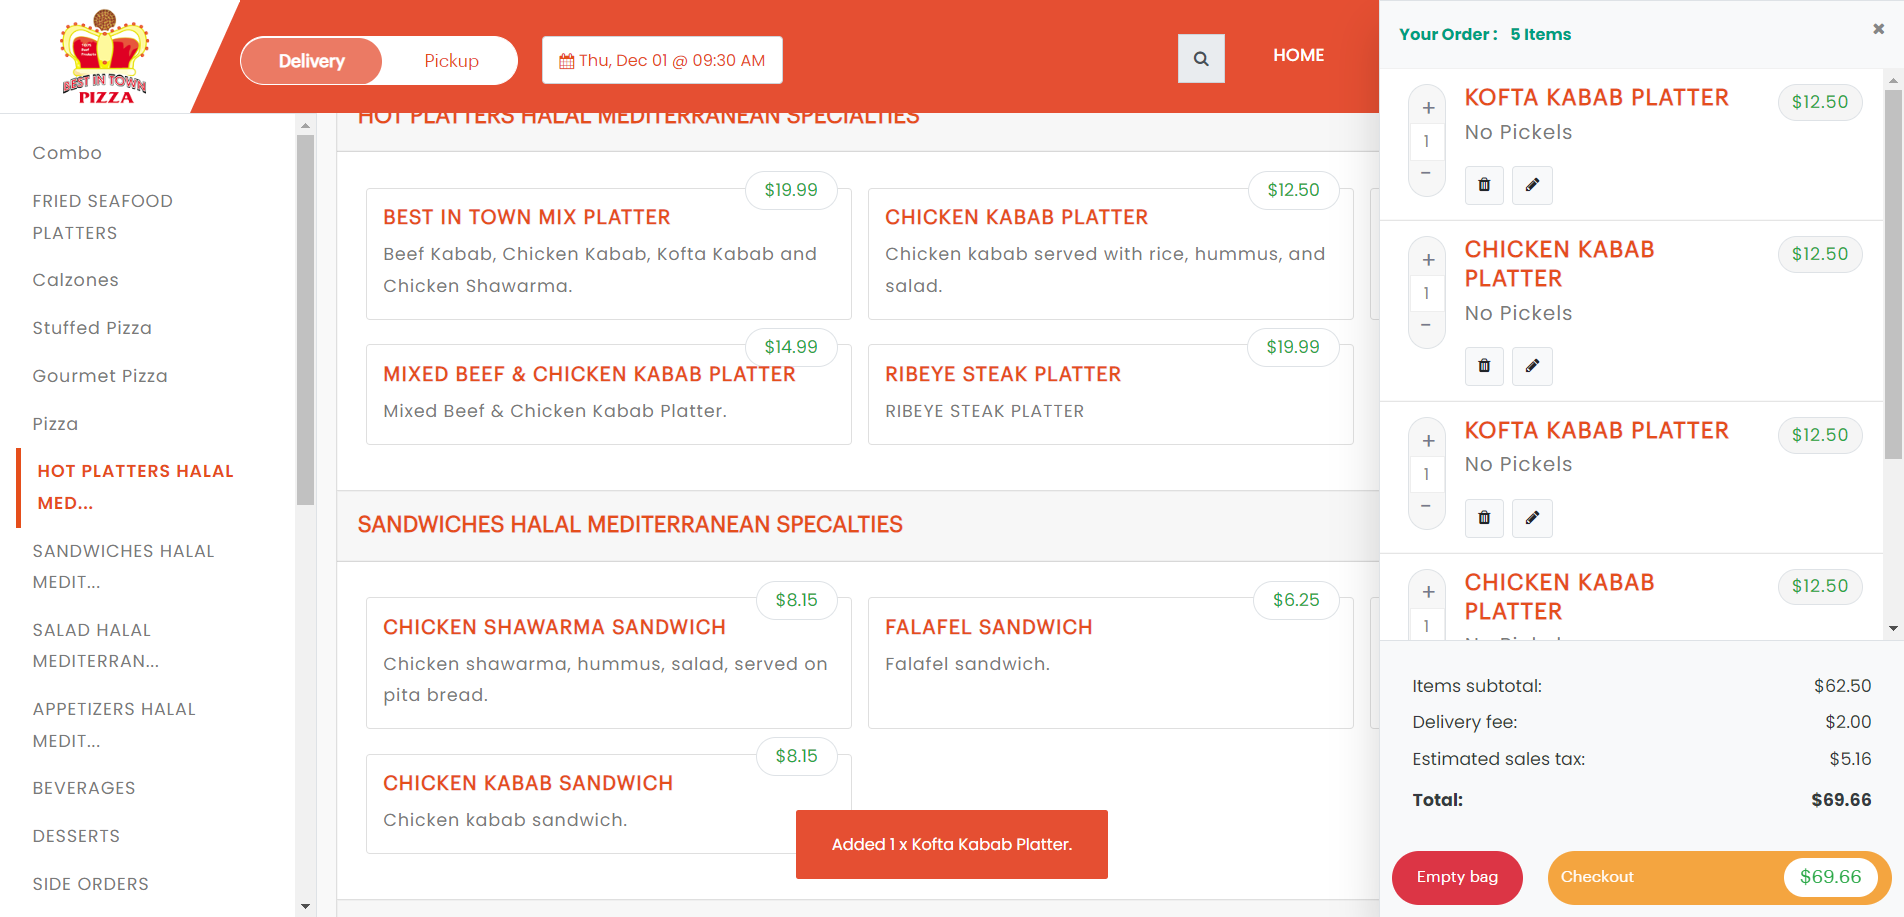 BEST IN TOWN
PIZZA
Delivery
Pickup
Thu, Dec 01 @ 09:30 AM
HOME
Combo
FRIED SEAFOOD
PLATTERS
Calzones
Stuffed Pizza
Gourmet Pizza
Pizza
HOT PLATTERS HALAL
MED...
SANDWICHES HALAL
MEDIT...
SALAD HALAL
MEDITERRAN...
APPETIZERS HALAL
MEDIT...
BEVERAGES
DESSERTS
SIDE ORDERS
HOT PLATTERS HALAL MEDITERRANEAN SPECIALTIES
$19.99
BEST IN TOWN MIX PLATTER
Beef Kabab, Chicken Kabab, Kofta Kabab and
Chicken Shawarma.
$12.50
CHICKEN KABAB PLATTER
Chicken kabab served with rice, hummus, and
salad.
$14.99
MIXED BEEF & CHICKEN KABAB PLATTER
Mixed Beef & Chicken Kabab Platter.
$19.99
RIBEYE STEAK PLATTER
RIBEYE STEAK PLATTER
SANDWICHES HALAL MEDITERRANEAN SPECALTIES
$8.15
CHICKEN SHAWARMA SANDWICH
Chicken shawarma, hummus, salad, served on
pita bread.
$6.25
FALAFEL SANDWICH
Falafel sandwich.
$8.15
CHICKEN KABAB SANDWICH
Chicken kabab sandwich.
Added 1 x Kofta Kabab Platter.
Your Order : 5 Items
KOFTA KABAB PLATTER
$12.50
No Pickels
1
CHICKEN KABAB
PLATTER
$12.50
No Pickels
1
KOFTA KABAB PLATTER
$12.50
No Pickels
1
CHICKEN KABAB
PLATTER
$12.50
1
Items subtotal: $62.50
Delivery fee: $2.00
Estimated sales tax: $5.16
Total: $69.66
Empty bag
Checkout $69.66